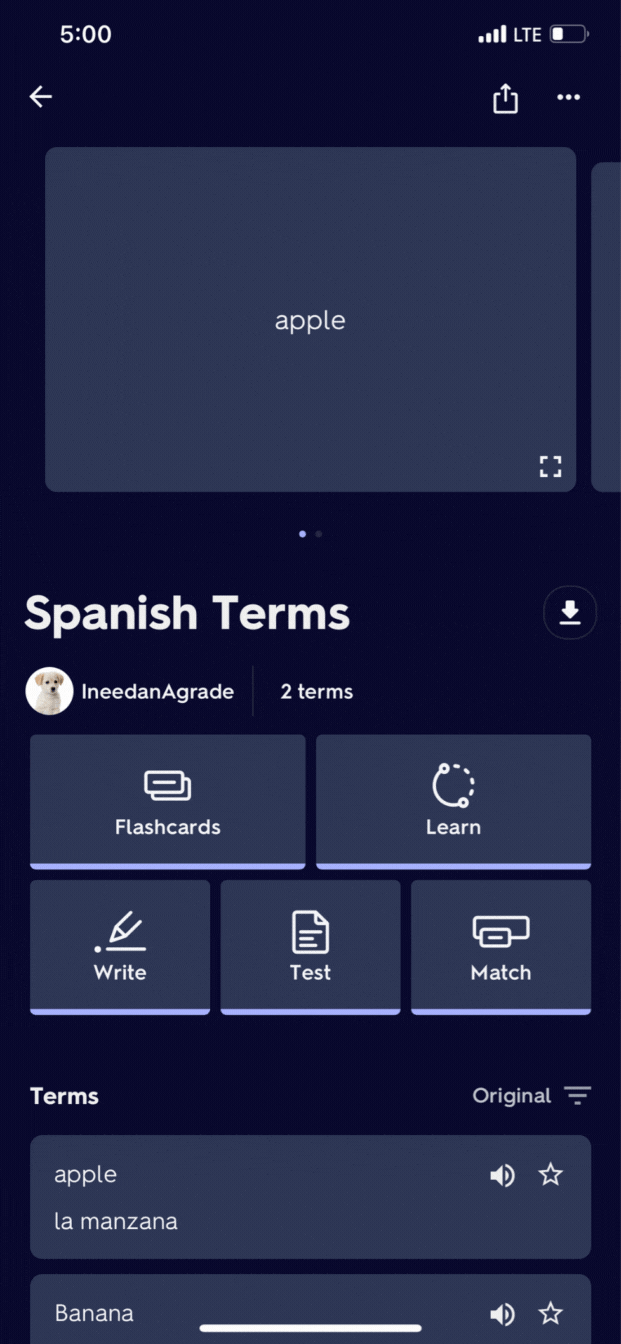 5:00
LTE
apple
Spanish Terms
IneedanAgrade
2 terms
Flashcards
Learn
Write
Test
Match
Terms
Original
apple
la manzana
Banana